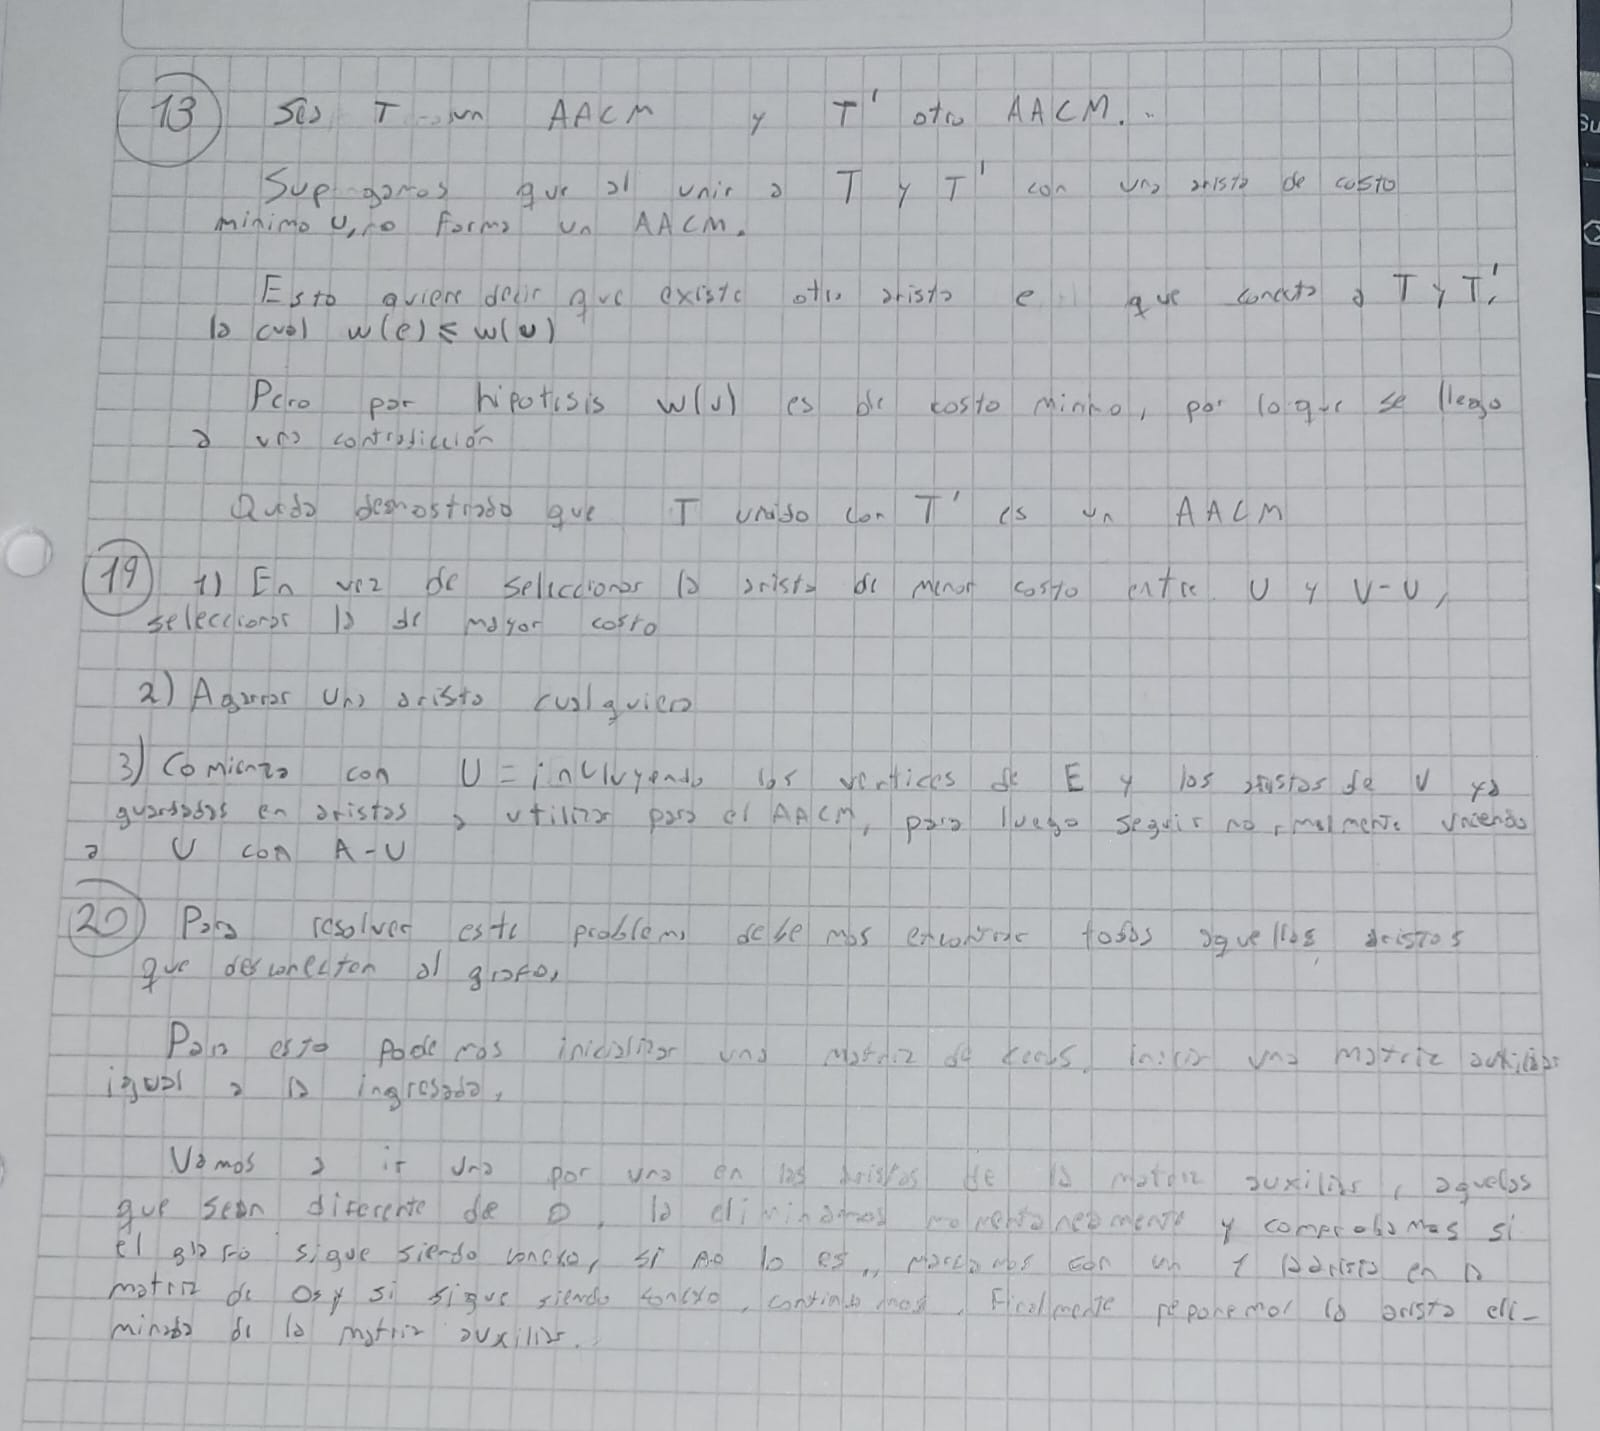 13 Sea T un AACM y T' otro AACM.
Supongamos que al unir a T y T' con una arista de costo
minimo U, no forma un AACM.
Esto quiere decir que existe otra arista e que conecta a T y T',
la cual w(e) ≤ w(u)
Pero por hipotesis w(u) es de costo minimo, por lo que se llego
a una contradicción
Queda demostrado que T unido con T' es un AACM
19 1) En vez de seleccionar la arista de menor costo entre U y V-U,
seleccionar la de mayor costo
2) Agarrar una arista cualquiera
3) Comienza con U = incluyendo los vertices de E y las aristas de U ya
guardadas en aristas a utilizar para el AACM, para luego seguir normalmente uniendo
a U con A-U
20 Para resolver este problema debemos encontrar todas aquellas aristas
que desconecten al grafo,
Para esto podemos inicializar una matriz de ceros, iniciar una matriz auxiliar
igual a la ingresada,
Vamos a ir una por una en las aristas de la matriz auxiliar, aquellas
que sean diferente de 0, la eliminamos momentaneamente y comprobamos si
el grafo sigue siendo conexo, si no lo es, marcamos con un 1 la arista en la
matriz de 0s y si sigue siendo conexo, continuamos. Finalmente reponemos la arista eli-
minada de la matriz auxiliar.